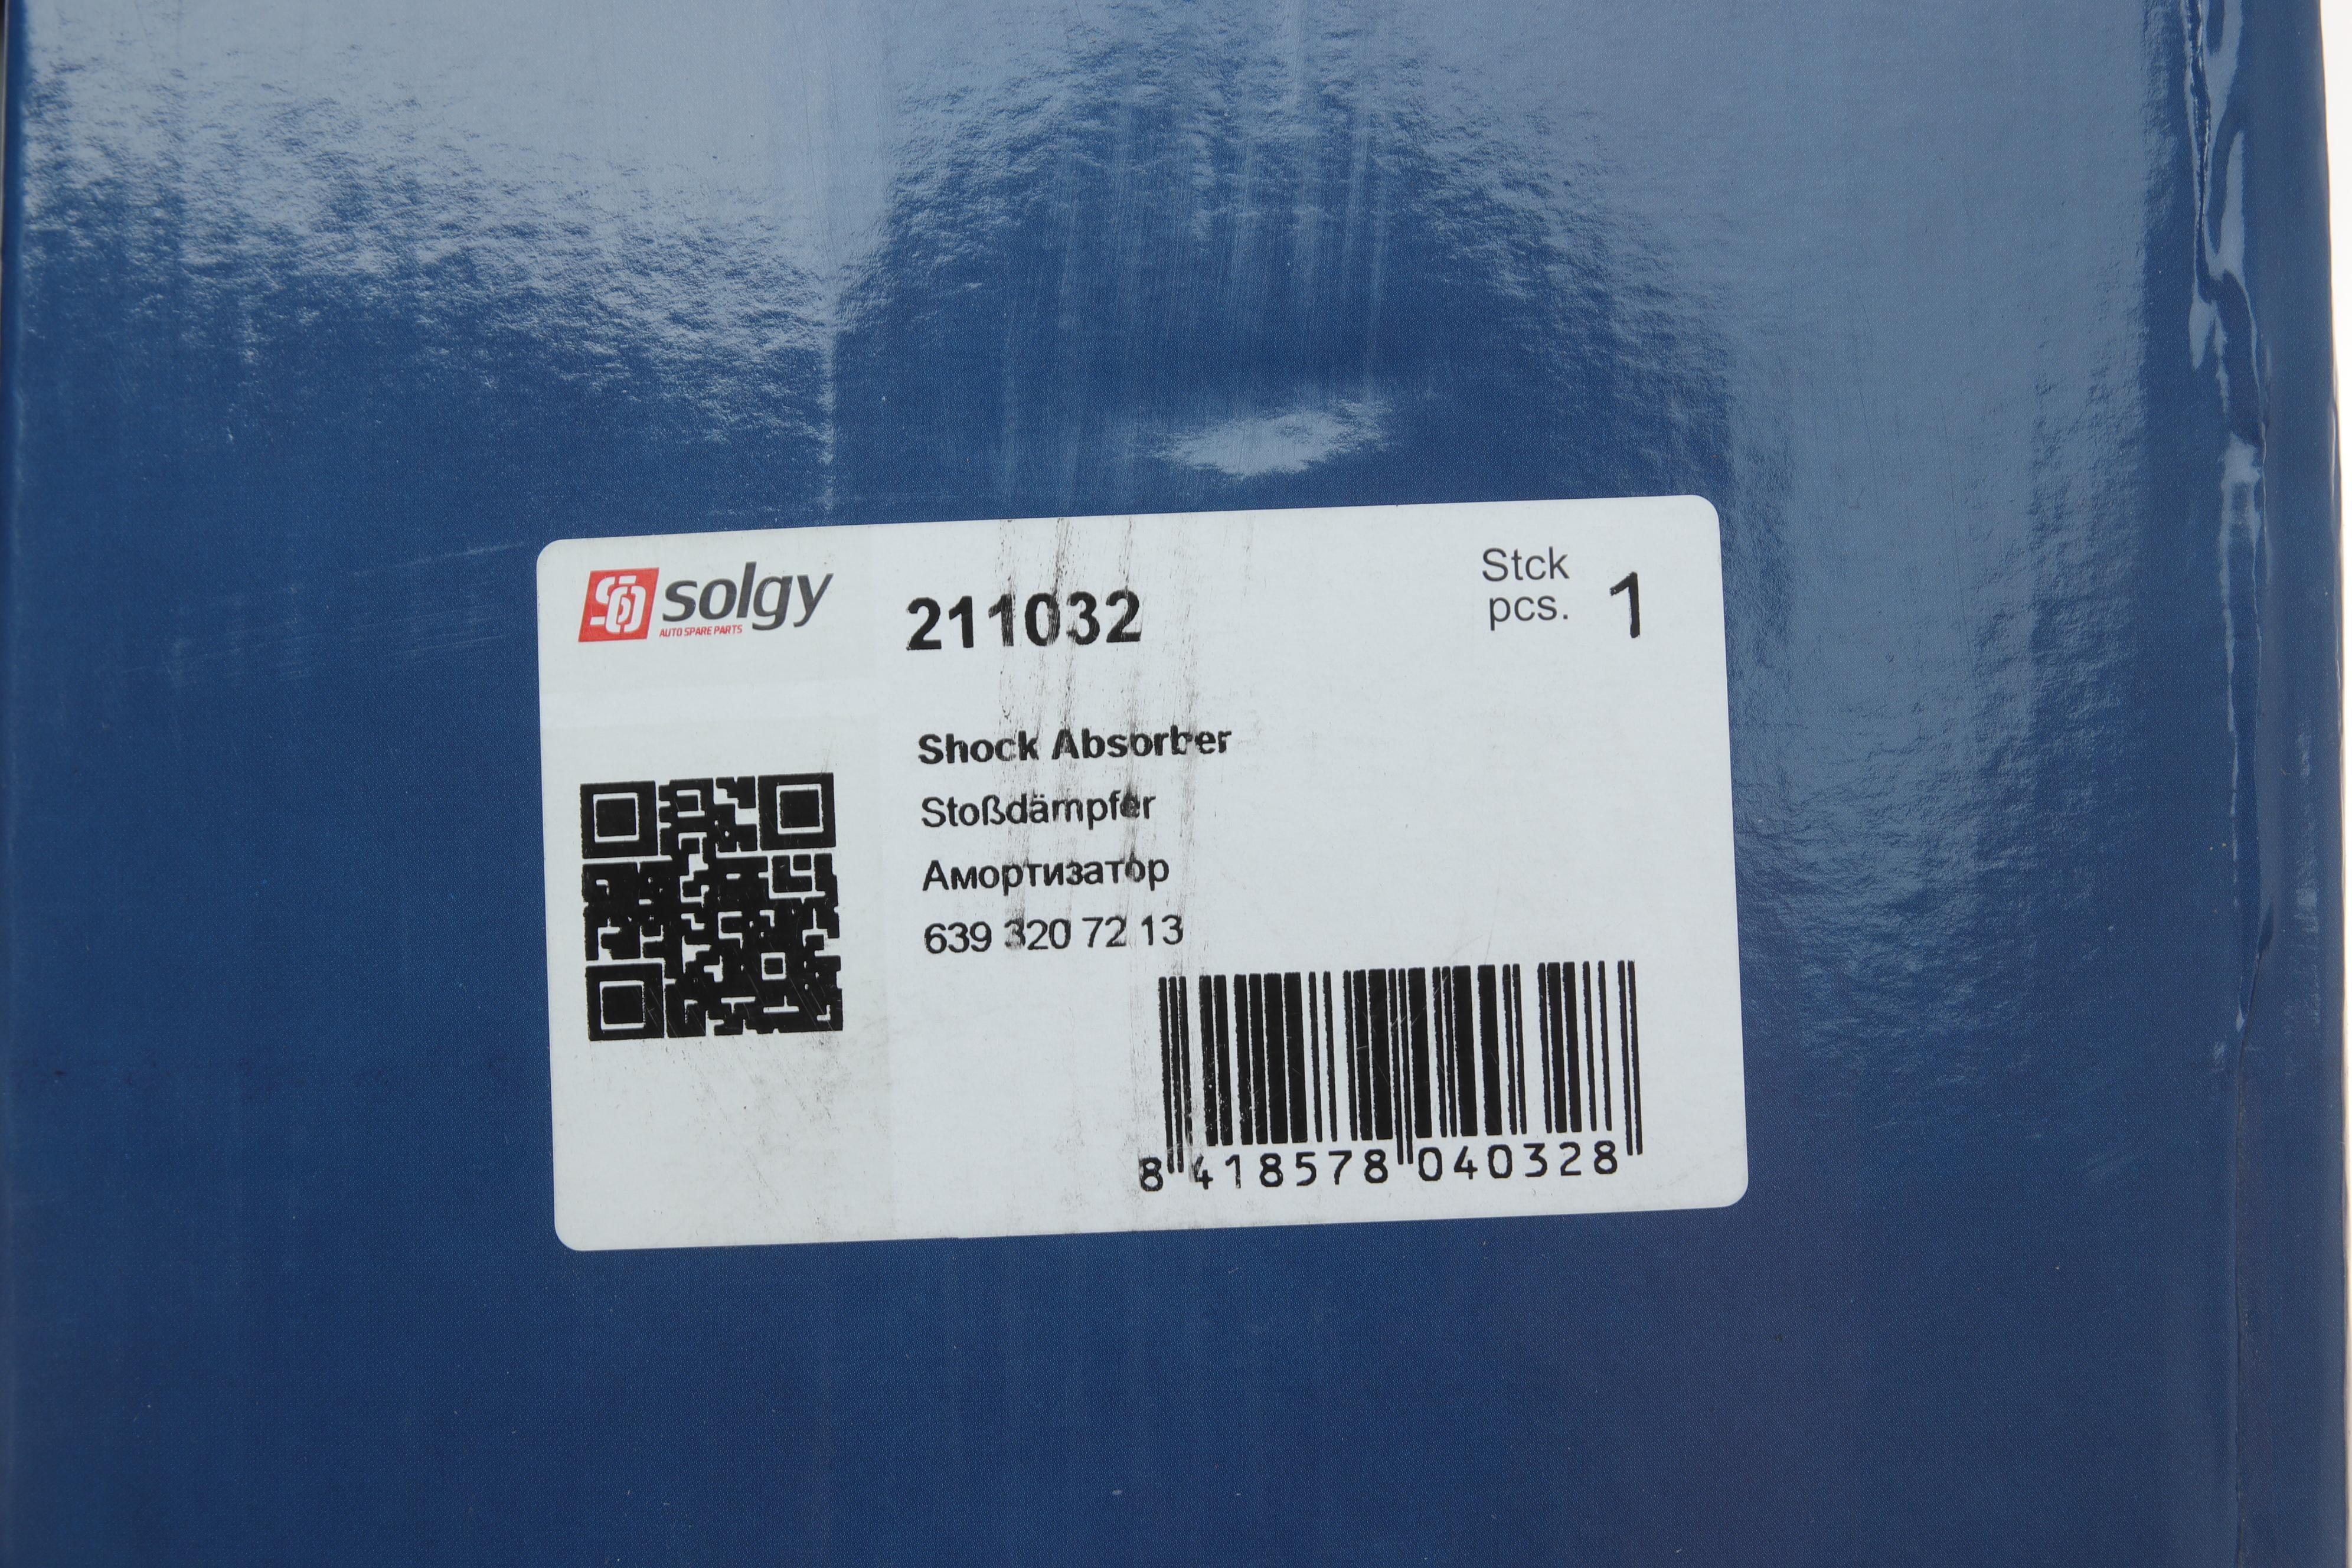 solgy
AUTO SPARE PARTS
211032
Stck
pcs. 1
Shock Absorber
Stoßdämpfer
Амортизатор
639 320 72 13
8 418578 040328